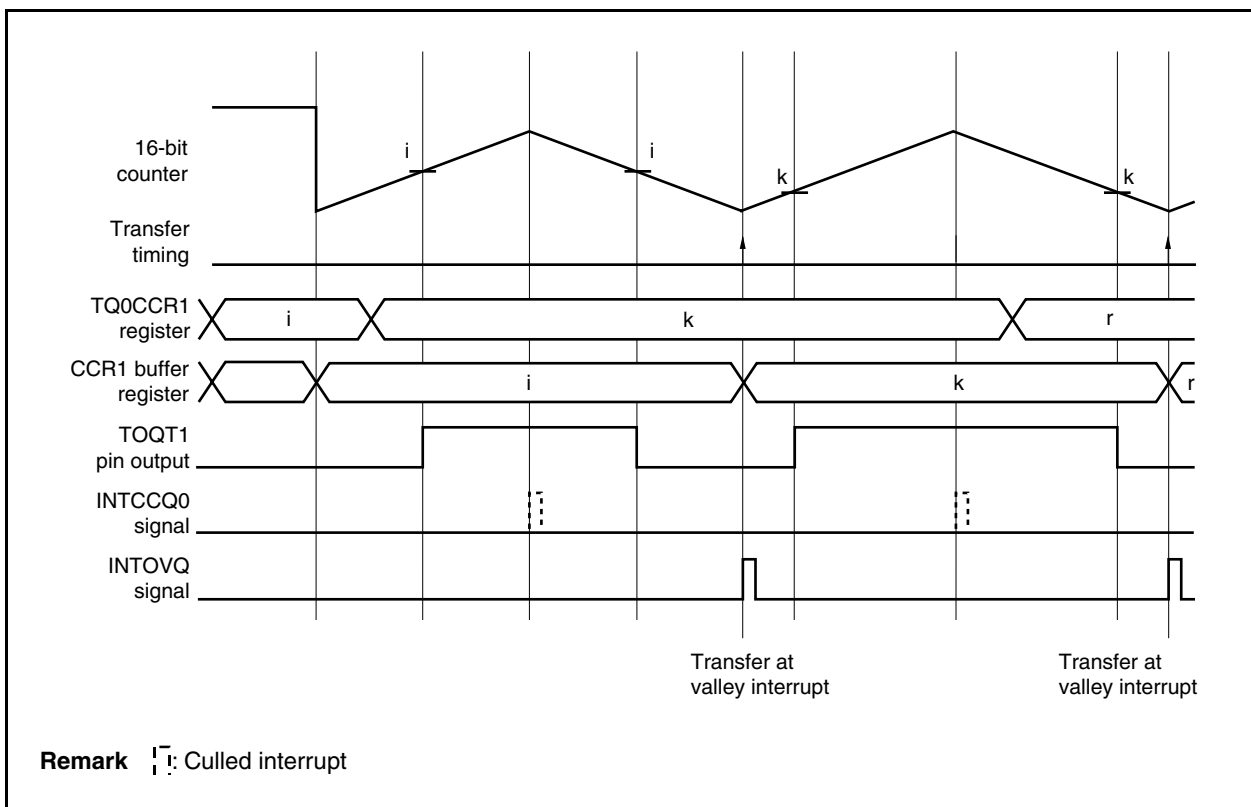 16-bit
counter
i
i
k
k
Transfer
timing
TQ0CCR1
register
i
k
r
CCR1 buffer
register
i
k
r
TOQT1
pin output
INTCCQ0
signal
INTOVQ
signal
Transfer at
valley interrupt
Transfer at
valley interrupt
Remark : Culled interrupt